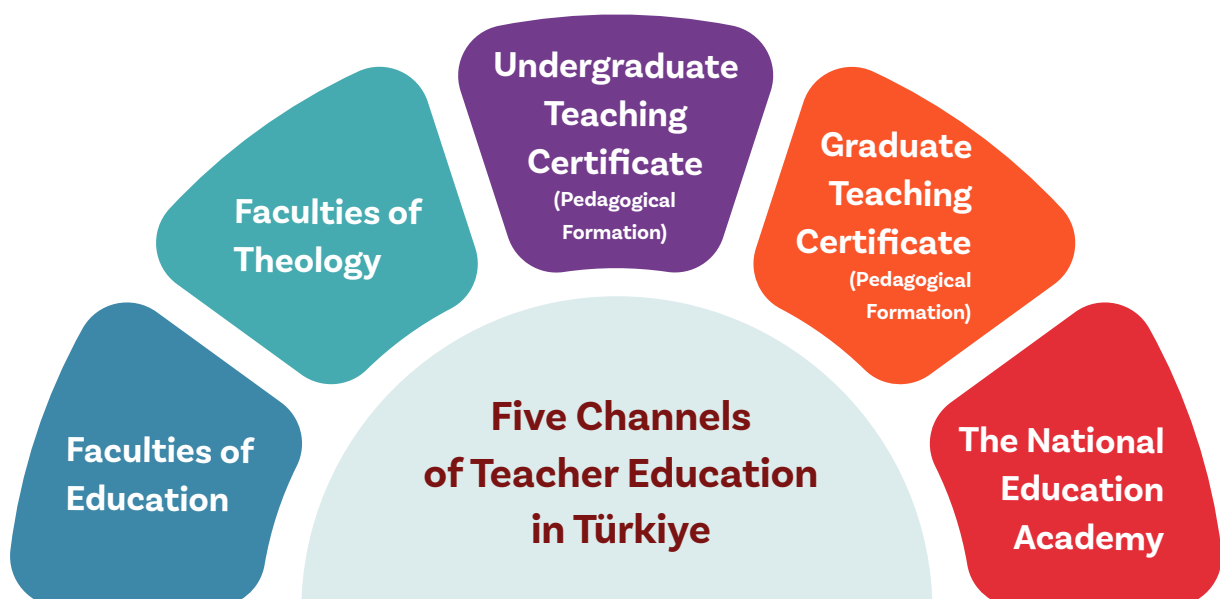 Faculties of
Education
Faculties of
Theology
Undergraduate
Teaching
Certificate
(Pedagogical
Formation)
Graduate
Teaching
Certificate
(Pedagogical
Formation)
The National
Education
Academy
Five Channels
of Teacher Education
in Türkiye